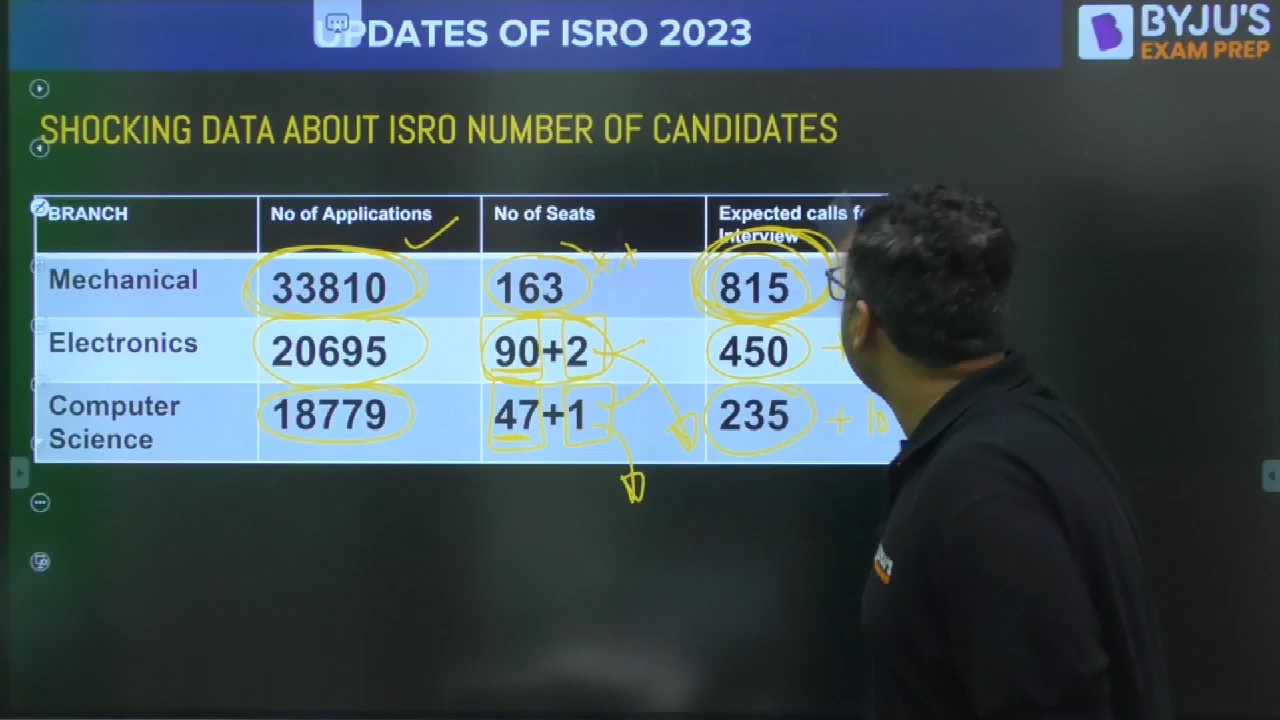 UPDATES OF ISRO 2023
BYJU'S
EXAM PREP
SHOCKING DATA ABOUT ISRO NUMBER OF CANDIDATES
BRANCH No of Applications No of Seats Expected calls
Interview
Mechanical 33810 163 815
Electronics 20695 90+2 450 +
Computer Science 18779 47+1 235 + 10